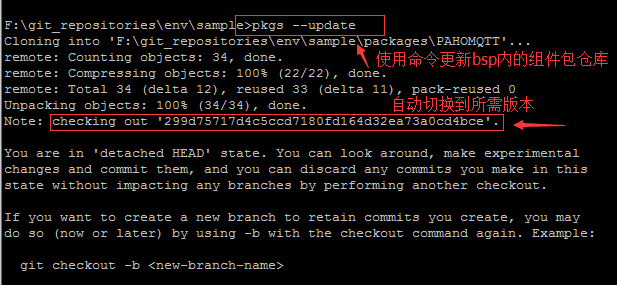 F:\git_repositories\env\sample>pkgs --update
Cloning into 'F:\git_repositories\env\sample\packages\PAHOMQTT'...
使用命令更新bsp内的组件包仓库
remote: Counting objects: 34, done.
remote: Compressing objects: 100% (22/22), done.
remote: Total 34 (delta 12), reused 33 (delta 11), pack-reused 0
Unpacking objects: 100% (34/34), done.
自动切换到所需版本
Note: checking out '299d75717d4c5ccd7180fd164d32ea73a0cd4bce'.
You are in 'detached HEAD' state. You can look around, make experimental
changes and commit them, and you can discard any commits you make in this
state without impacting any branches by performing another checkout.
If you want to create a new branch to retain commits you create, you may
do so (now or later) by using -b with the checkout command again. Example:
git checkout -b <new-branch-name>